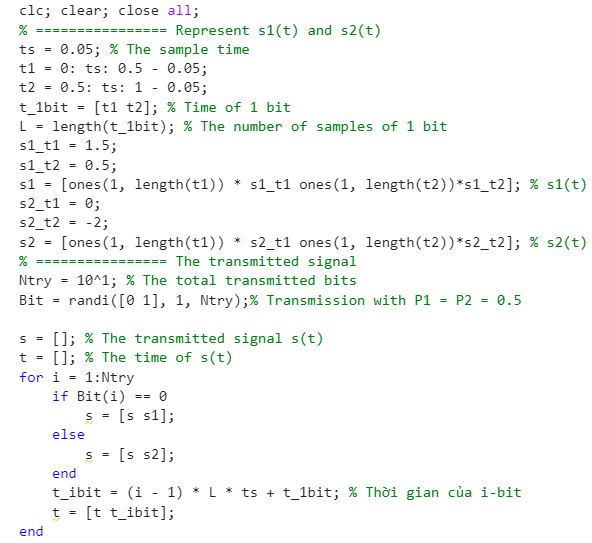 clc; clear; close all;
% ================ Represent s1(t) and s2(t)
ts = 0.05; % The sample time
t1 = 0: ts: 0.5 - 0.05;
t2 = 0.5: ts: 1 - 0.05;
t_1bit = [t1 t2]; % Time of 1 bit
L = length(t_1bit); % The number of samples of 1 bit
s1_t1 = 1.5;
s1_t2 = 0.5;
s1 = [ones(1, length(t1)) * s1_t1 ones(1, length(t2))*s1_t2]; % s1(t)
s2_t1 = 0;
s2_t2 = -2;
s2 = [ones(1, length(t1)) * s2_t1 ones(1, length(t2))*s2_t2]; % s2(t)
% ================ The transmitted signal
Ntry = 10^1; % The total transmitted bits
Bit = randi([0 1], 1, Ntry);% Transmission with P1 = P2 = 0.5

s = []; % The transmitted signal s(t)
t = []; % The time of s(t)
for i = 1:Ntry
    if Bit(i) == 0
        s = [s s1];
    else
        s = [s s2];
    end
    t_ibit = (i - 1) * L * ts + t_1bit; % Thời gian của i-bit
    t = [t t_ibit];
end